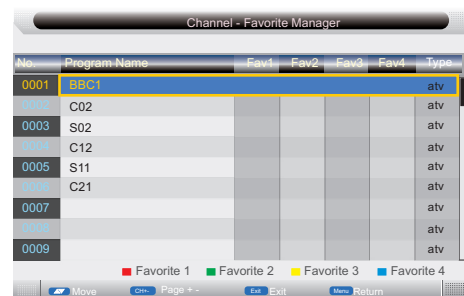 Channel - Favorite Manager
No. Program Name Fav1 Fav2 Fav3 Fav4 Type
0001 BBC1 atv
0002 C02 atv
0003 S02 atv
0004 C12 atv
0005 S11 atv
0006 C21 atv
0007 atv
0008 atv
0009 atv
Favorite 1 Favorite 2 Favorite 3 Favorite 4
Move CH+- Page + - Exit Exit Menu Return